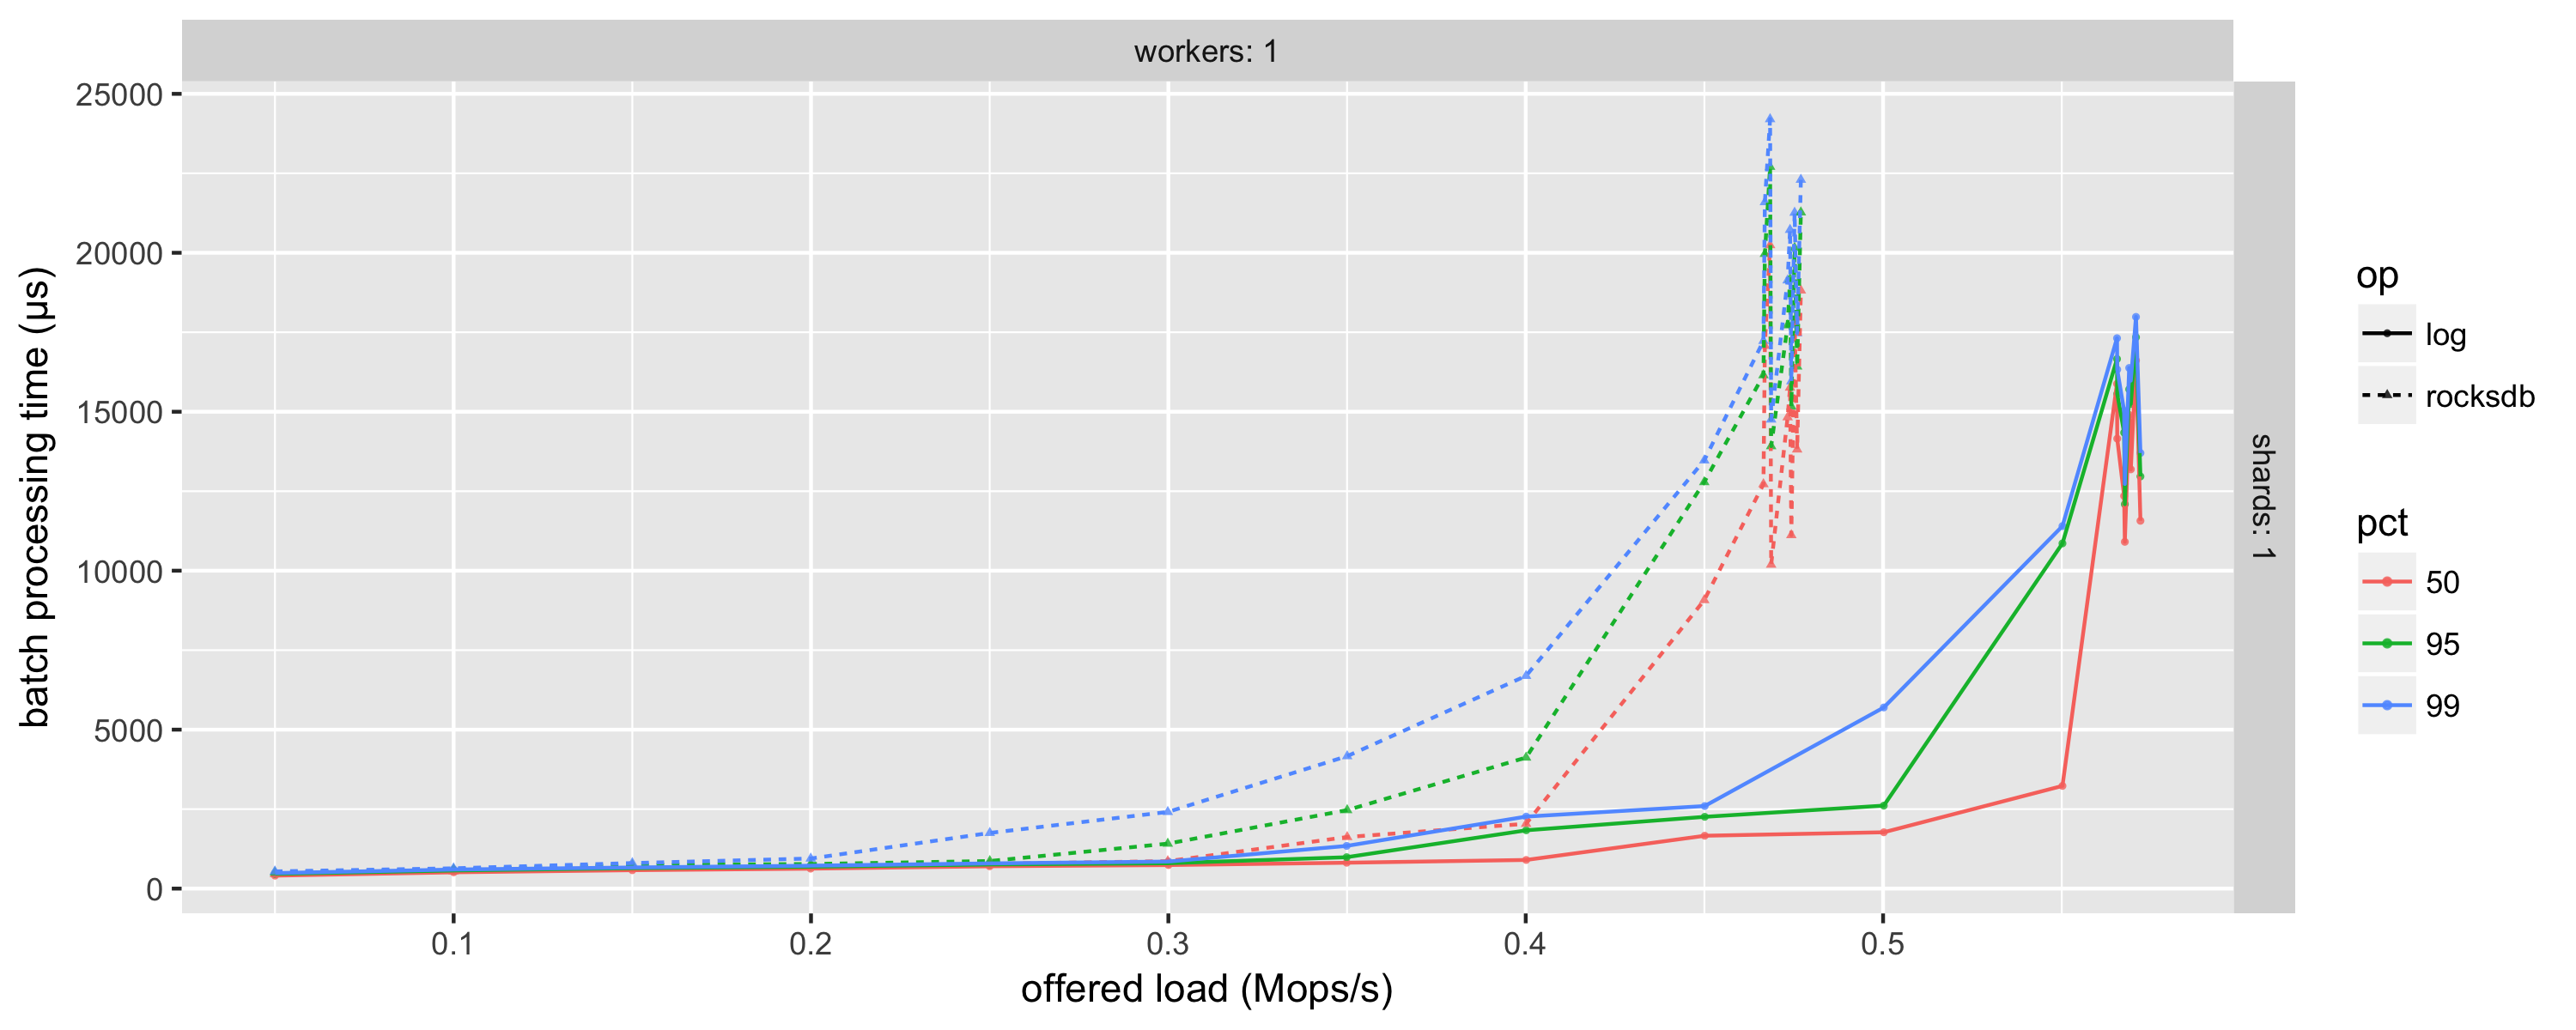 workers: 1
25000
20000
15000
10000
5000
0
batch processing time (µs)
0.1
0.2
0.3
0.4
0.5
offered load (Mops/s)
shards: 1
op
log
rocksdb
pct
50
95
99